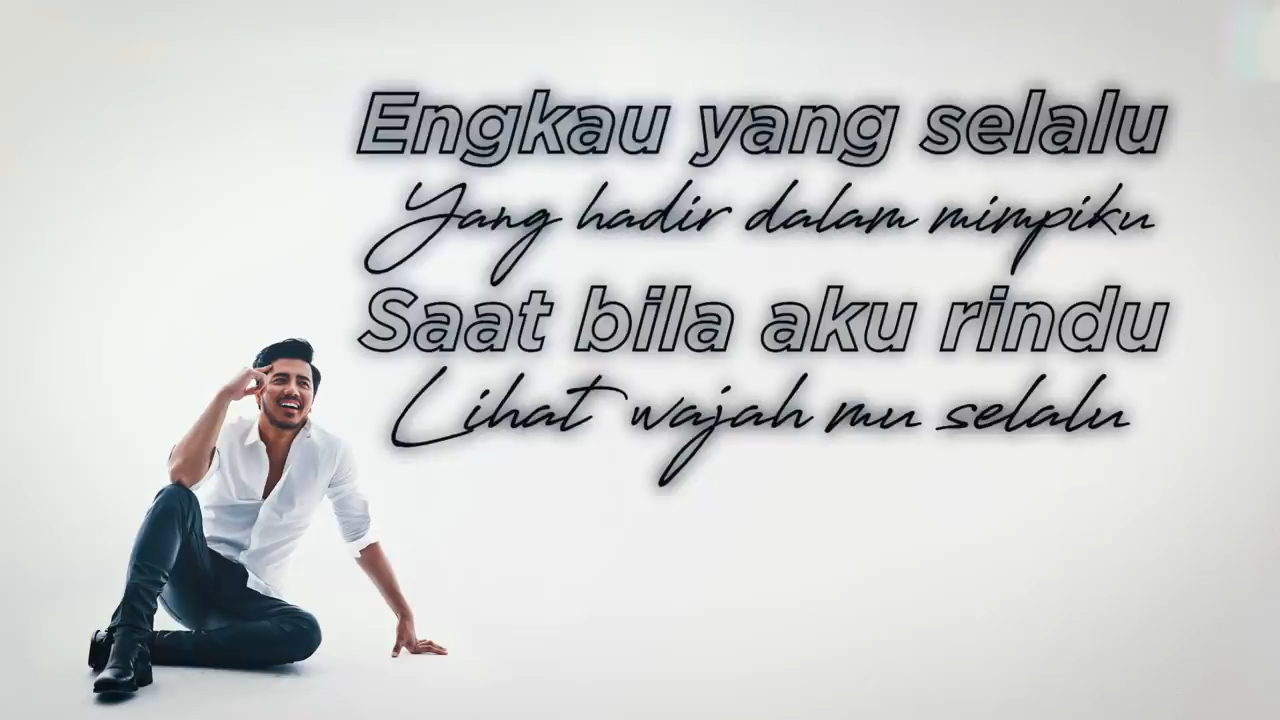 Engkau yang selalu
Yang hadir dalam mimpiku
Saat bila aku rindu
Lihat wajah mu selalu